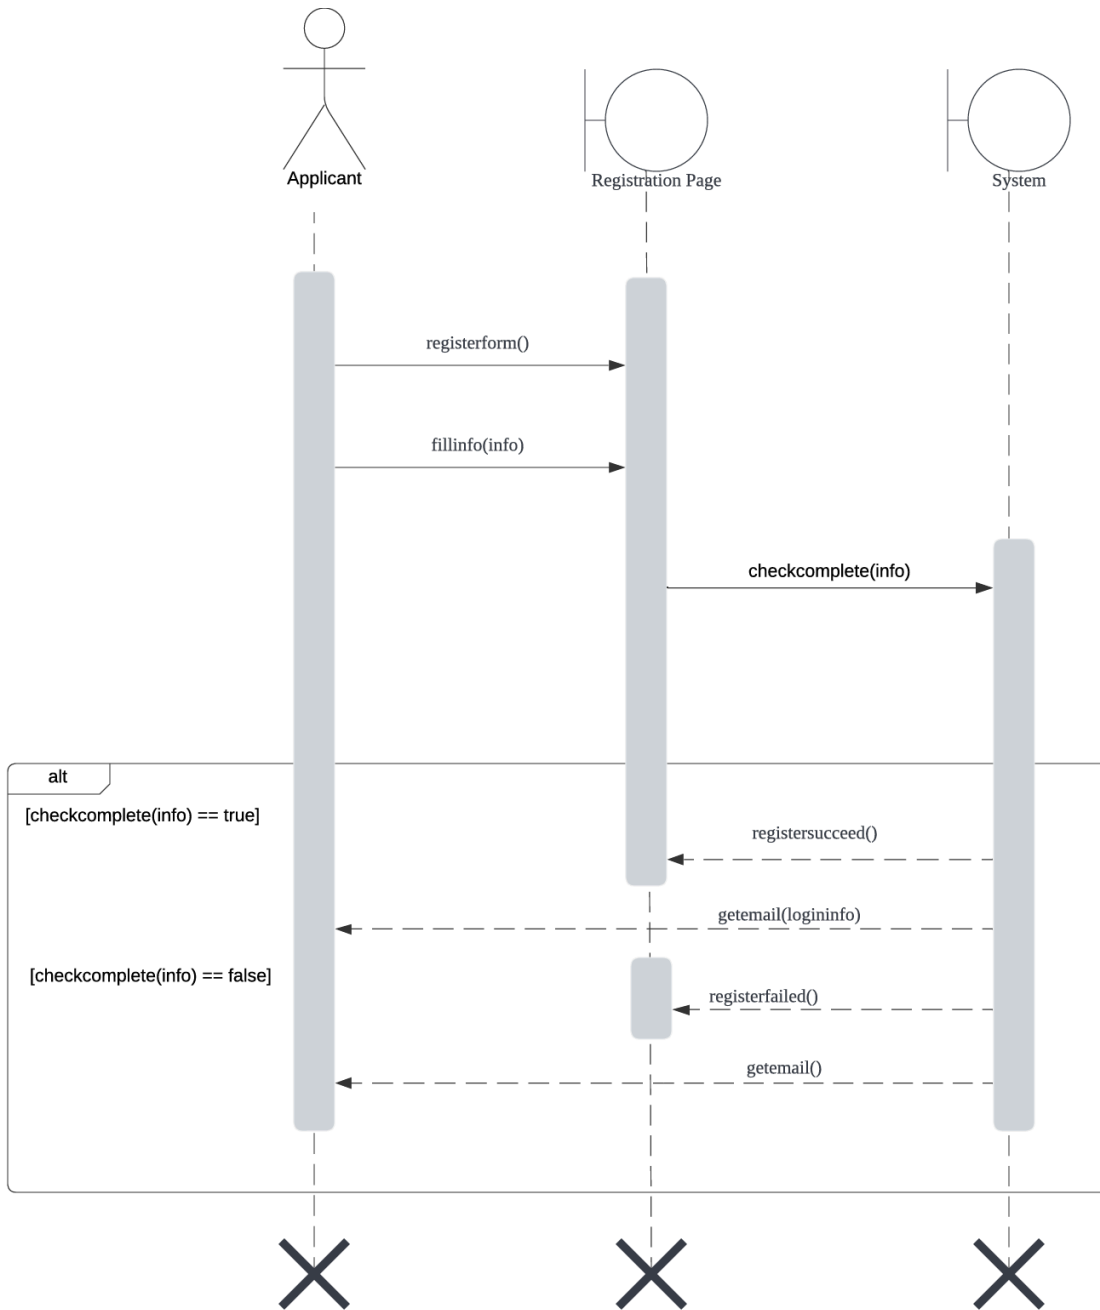 Applicant
Registration Page
System
registerform()
fillinfo(info)
checkcomplete(info)
alt
[checkcomplete(info) == true]
registersucceed()
getemail(logininfo)
[checkcomplete(info) == false]
registerfailed()
getemail()